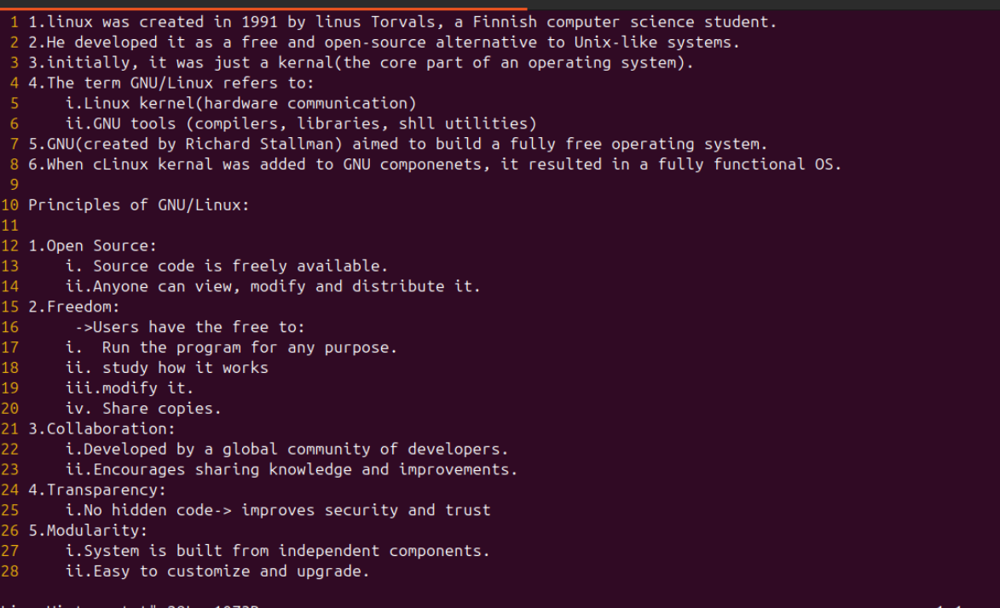 1 1.linux was created in 1991 by linus Torvals, a Finnish computer science student.
2 2.He developed it as a free and open-source alternative to Unix-like systems.
3 3.initially, it was just a kernel(the core part of an operating system).
4 4.The term GNU/Linux refers to:
5     i.Linux kernel(hardware communication)
6     ii.GNU tools (compilers, libraries, shll utilities)
7 5.GNU(created by Richard Stallman) aimed to build a fully free operating system.
8 6.When cLinux kernal was added to GNU componenets, it resulted in a fully functional OS.
9
10 Principles of GNU/Linux:
11
12 1.Open Source:
13     i. Source code is freely available.
14     ii.Anyone can view, modify and distribute it.
15 2.Freedom:
16      ->Users have the free to:
17     i.  Run the program for any purpose.
18     ii. study how it works
19     iii.modify it.
20     iv. Share copies.
21 3.Collaboration:
22     i.Developed by a global community of developers.
23     ii.Encourages sharing knowledge and improvements.
24 4.Transparency:
25     i.No hidden code-> improves security and trust
26 5.Modularity:
27     i.System is built from independent components.
28     ii.Easy to customize and upgrade.